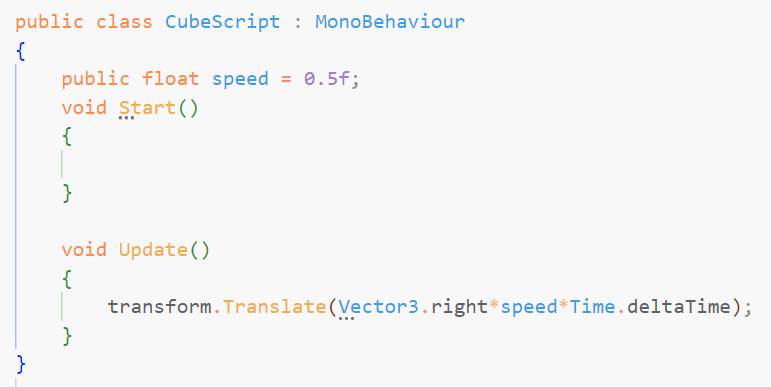 public class CubeScript : MonoBehaviour
{
public float speed = 0.5f;
void Start()
{
}
void Update()
{
transform.Translate(Vector3.right*speed*Time.deltaTime);
}
}